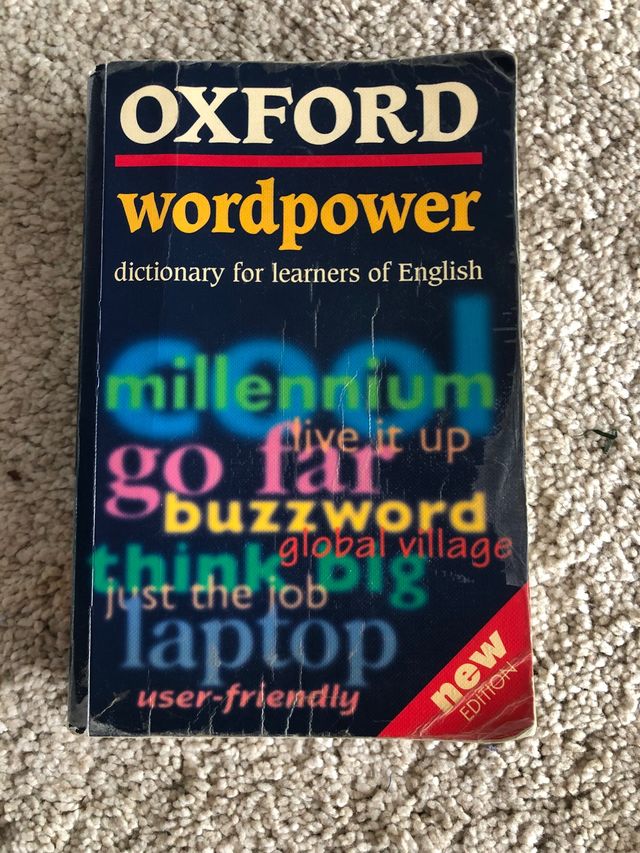 OXFORD
wordpower
dictionary for learners of English
cool
millennium
live it up
go far
buzzword
global village
think big
just the job
laptop
user-friendly
new
EDITION